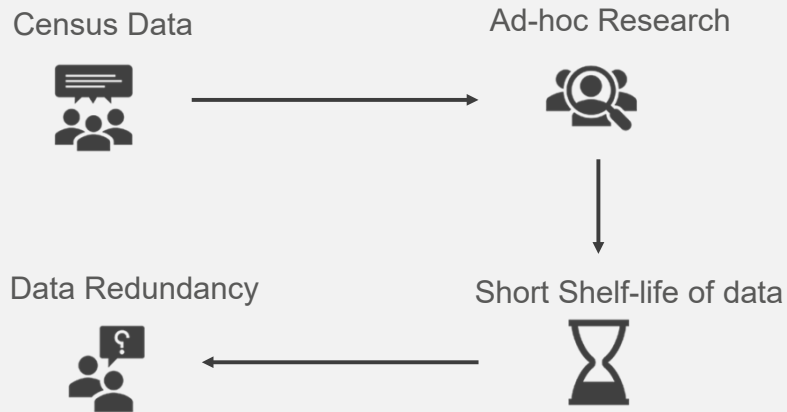 Census Data
Ad-hoc Research
Data Redundancy
Short Shelf-life of data